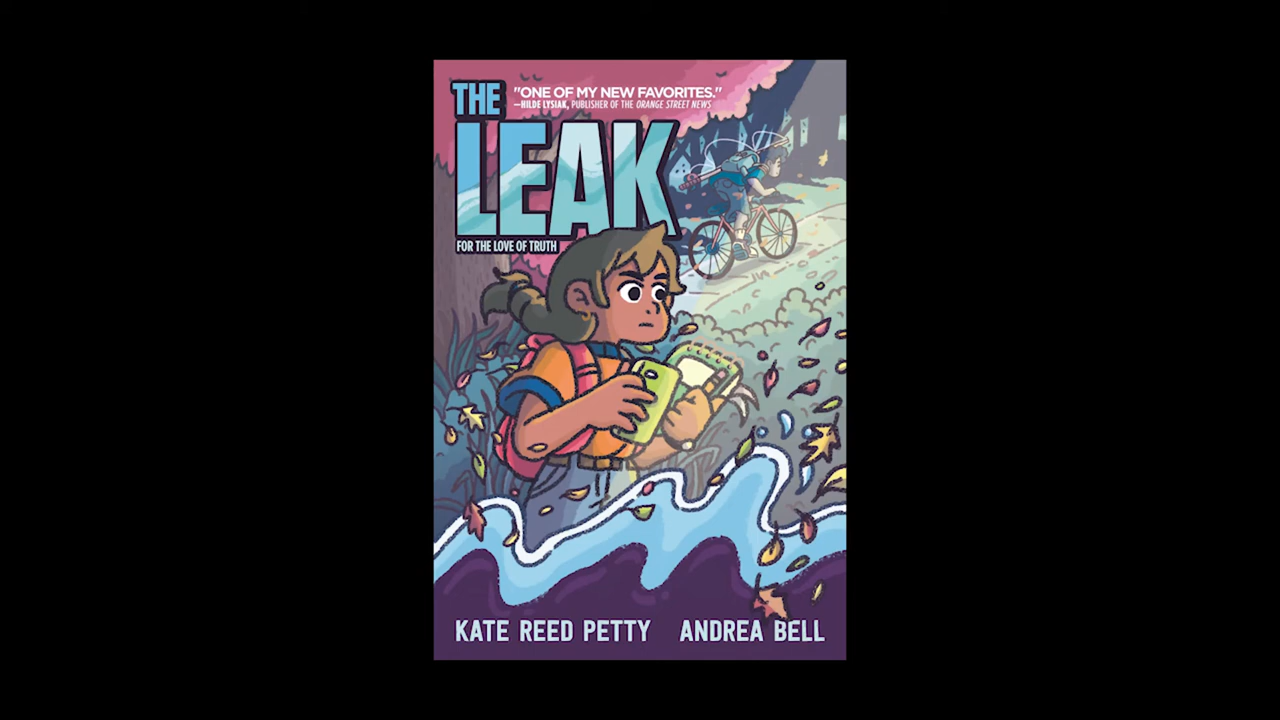 THE
"ONE OF MY NEW FAVORITES."
—HILDE LYSIAK, PUBLISHER OF THE ORANGE STREET NEWS
LEAK
FOR THE LOVE OF TRUTH
KATE REED PETTY ANDREA BELL